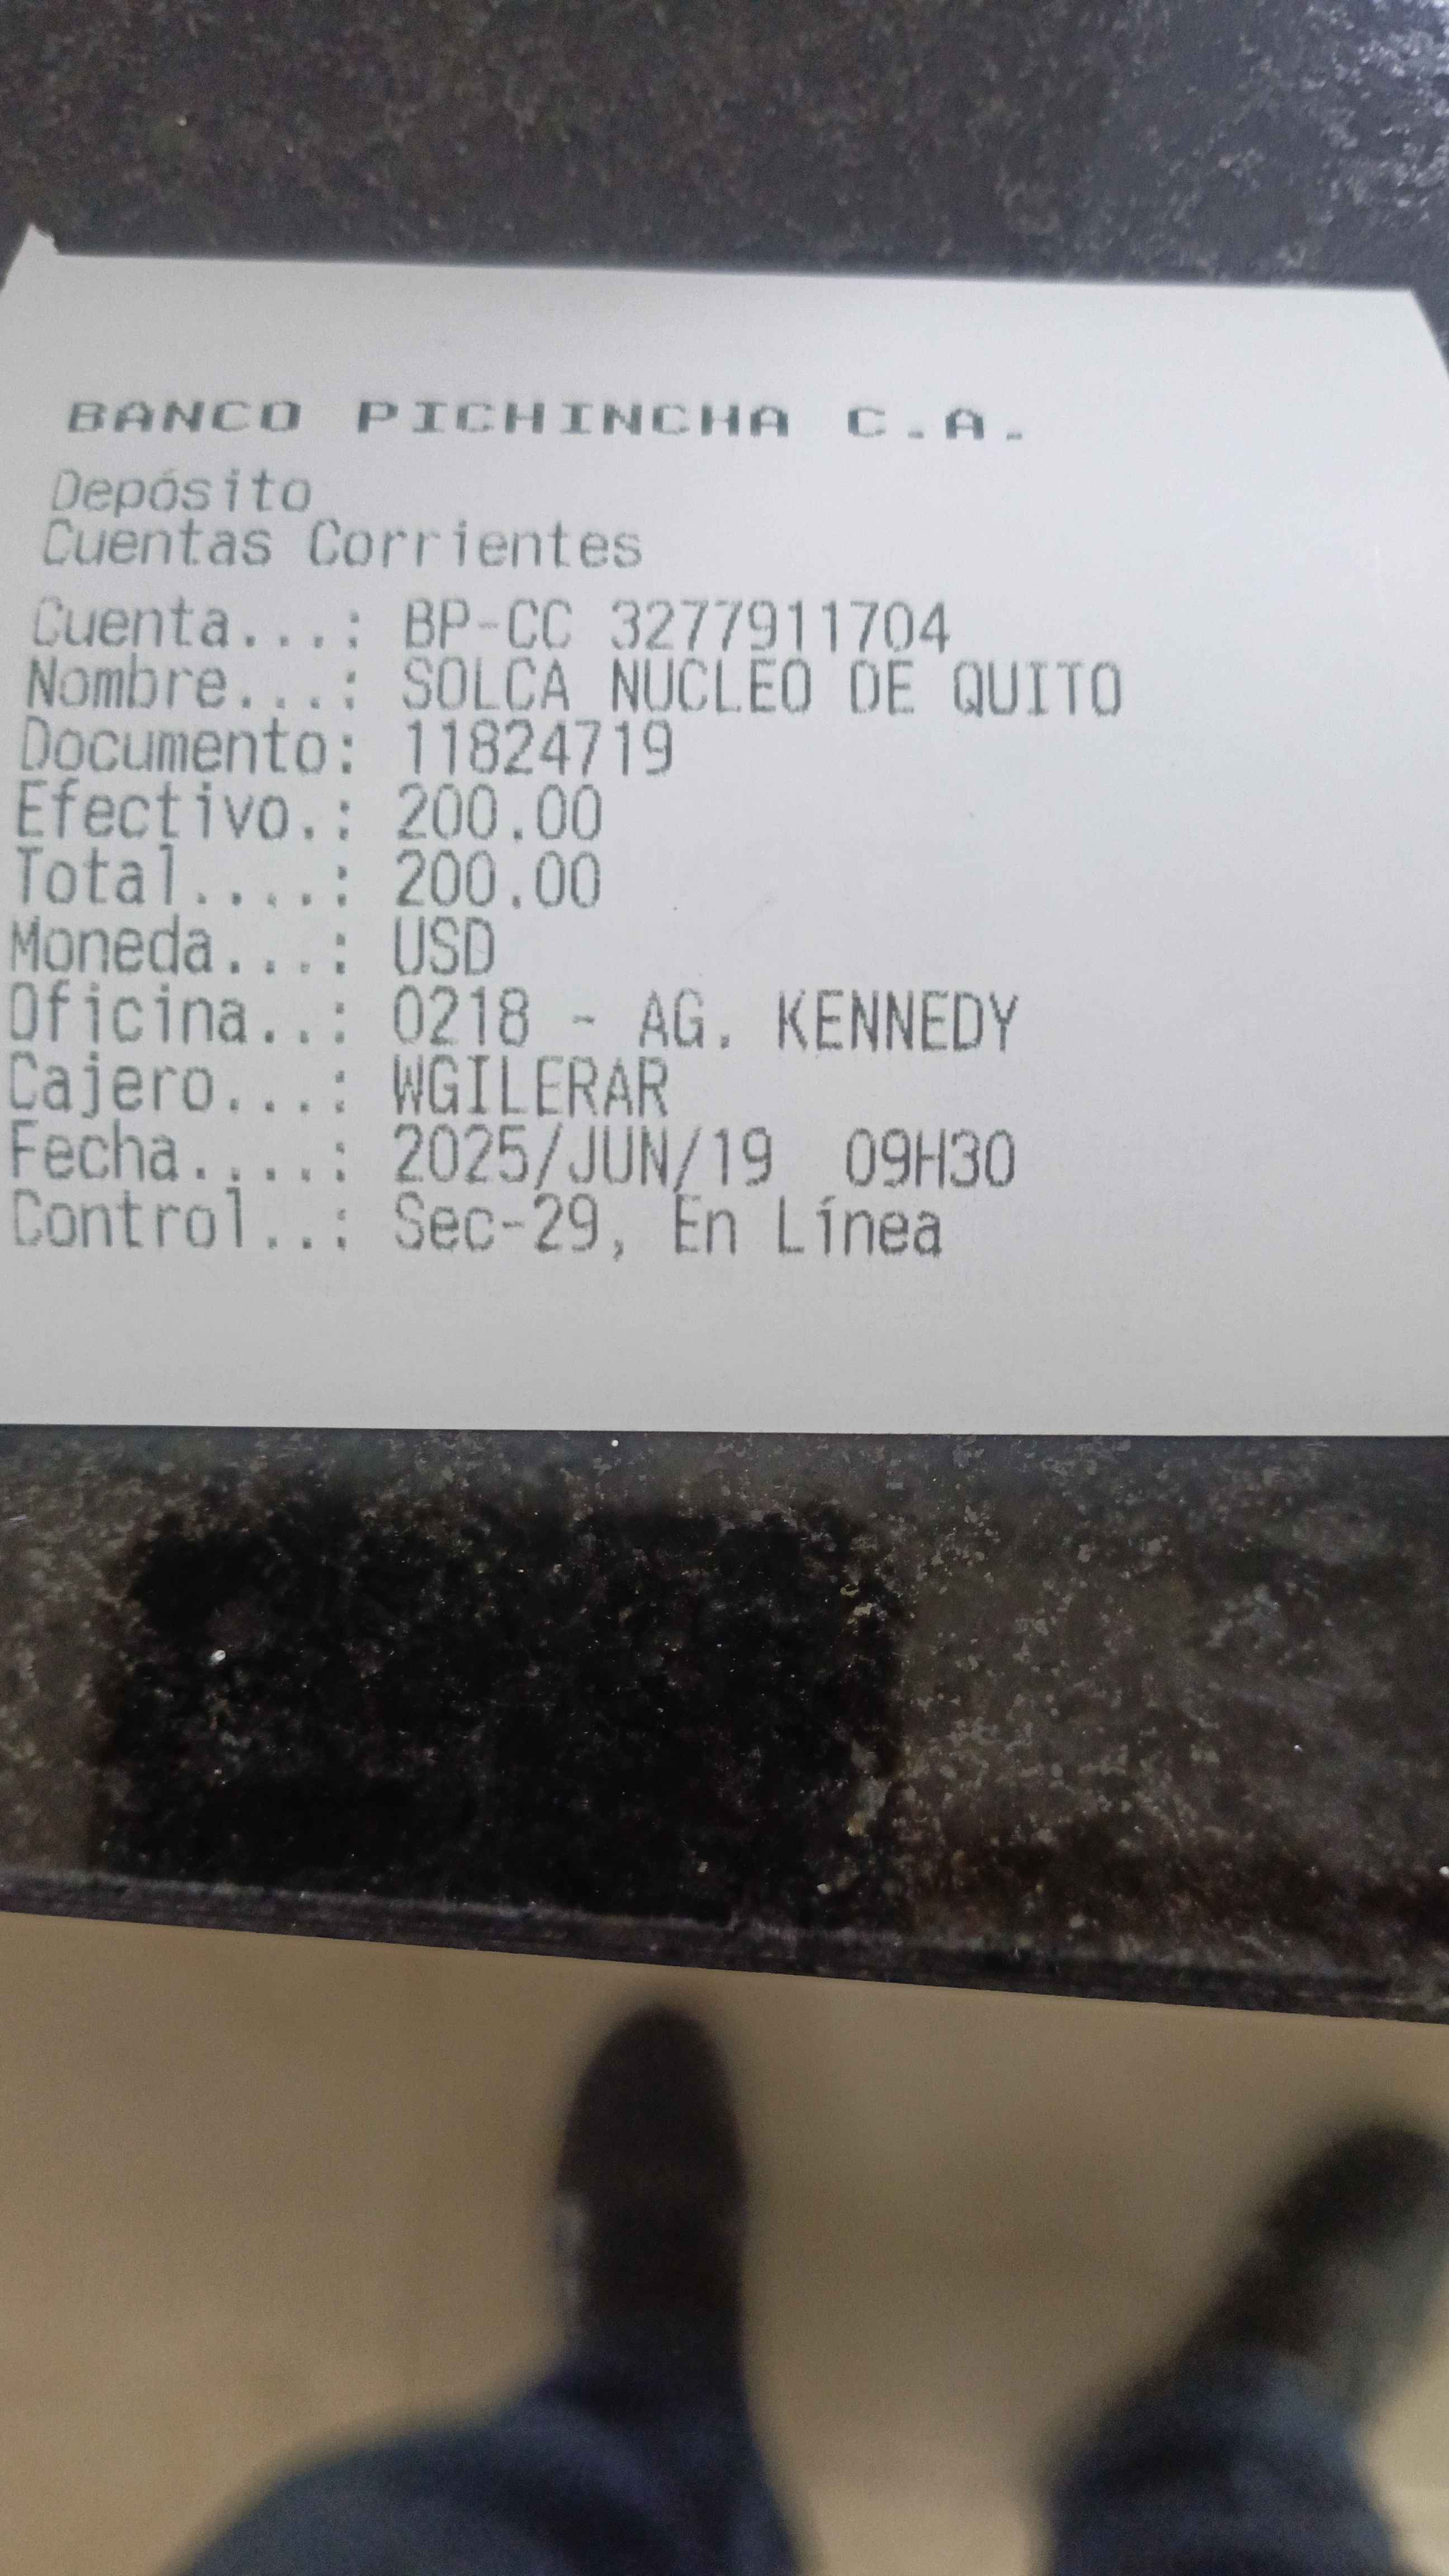 BANCO PICHINCHA C.A.
Depósito
Cuentas Corrientes
Cuenta...: BP-CC 3277911704
Nombre...: SOLCA NUCLEO DE QUITO
Documento: 11824719
Efectivo.: 200.00
Total....: 200.00
Moneda...: USD
Oficina..: 0218 - AG. KENNEDY
Cajero...: WGILERAR
Fecha....: 2025/JUN/19 09H30
Control..: Sec-29, En Línea